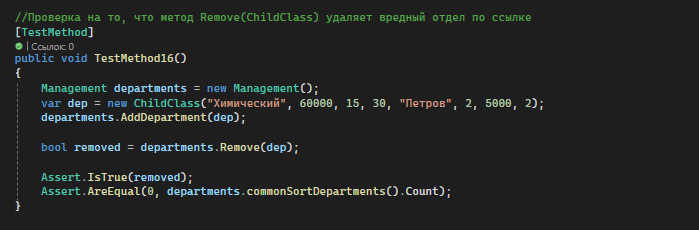 //Проверка на то, что метод Remove(ChildClass) удаляет вредный отдел по ссылке
[TestMethod]
| Ссылок: 0
public void TestMethod16()
{
Management departments = new Management();
var dep = new ChildClass("Химический", 60000, 15, 30, "Петров", 2, 5000, 2);
departments.AddDepartment(dep);
bool removed = departments.Remove(dep);
Assert.IsTrue(removed);
Assert.AreEqual(0, departments.commonSortDepartments().Count);
}